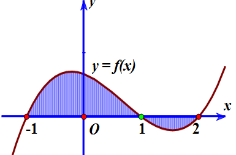 y
y = f(x)
x
-1 O 1 2